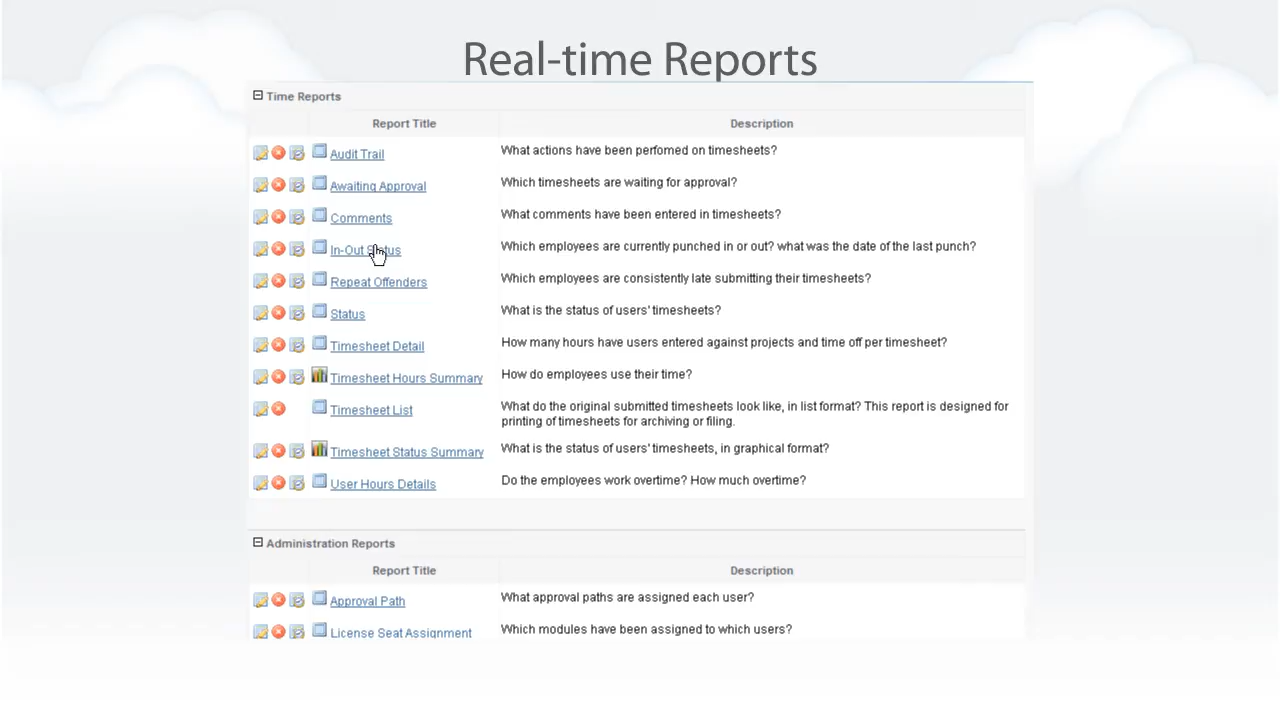 Real-time Reports
Time Reports
Report Title Description
Audit Trail What actions have been perfomed on timesheets?
Awaiting Approval Which timesheets are waiting for approval?
Comments What comments have been entered in timesheets?
In-Out Status Which employees are currently punched in or out? what was the date of the last punch?
Repeat Offenders Which employees are consistently late submitting their timesheets?
Status What is the status of users' timesheets?
Timesheet Detail How many hours have users entered against projects and time off per timesheet?
Timesheet Hours Summary How do employees use their time?
Timesheet List What do the original submitted timesheets look like, in list format? This report is designed for
printing of timesheets for archiving or filing.
Timesheet Status Summary What is the status of users' timesheets, in graphical format?
User Hours Details Do the employees work overtime? How much overtime?
Administration Reports
Report Title Description
Approval Path What approval paths are assigned each user?
License Seat Assignment Which modules have been assigned to which users?